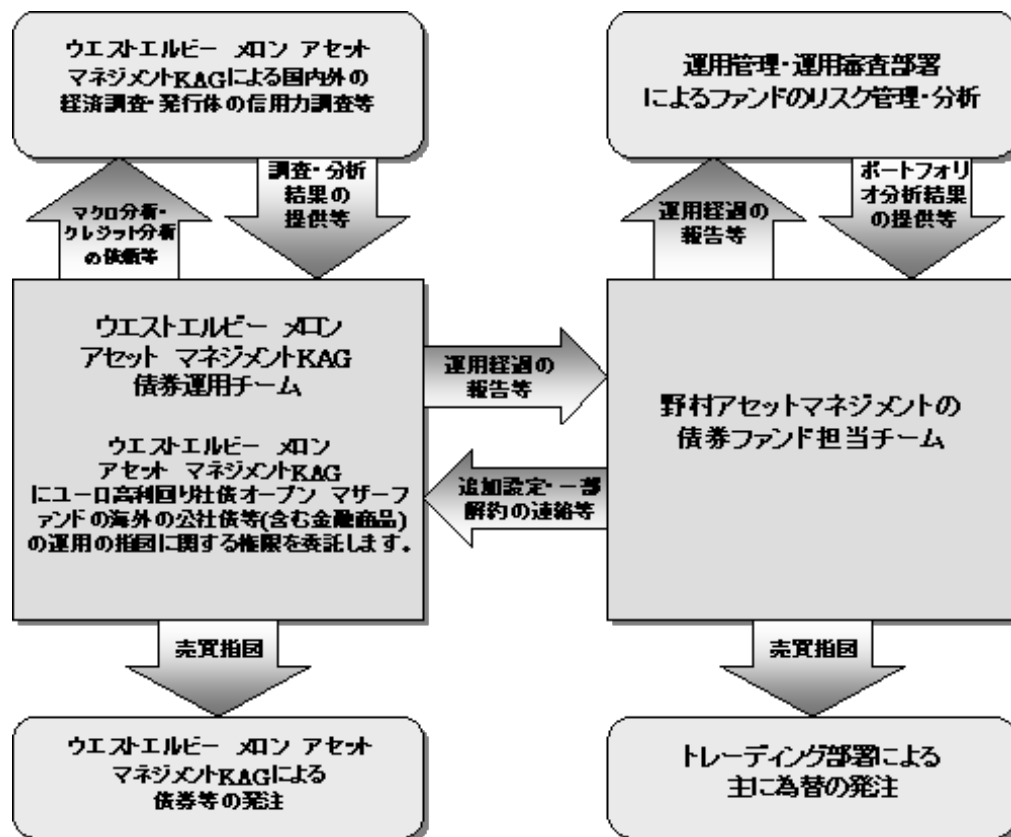 ウエストエルビー メロン アセット
マネジメントKAGによる国内外の
経済調査・発行体の信用力調査等
運用管理・運用審査部署
によるファンドのリスク管理・分析
マクロ分析・
クレジット分析
の依頼等
調査・分析
結果の
提供等
運用経過の
報告等
ポートフォリ
オ分析結果
の提供等
ウエストエルビー メロン
アセット マネジメントKAG
債券運用チーム
ウエストエルビー メロン
アセット マネジメントKAG
にユーロ高利回り社債オープン マザーフ
ァンドの海外の公社債等(含む金融商品)
の運用の指図に関する権限を委託します。
運用経過の
報告等
追加設定・一部
解約の連絡等
野村アセットマネジメントの
債券ファンド担当チーム
売買指図
売買指図
ウエストエルビー メロン アセット
マネジメントKAGによる
債券等の発注
トレーディング部署による
主に為替の発注